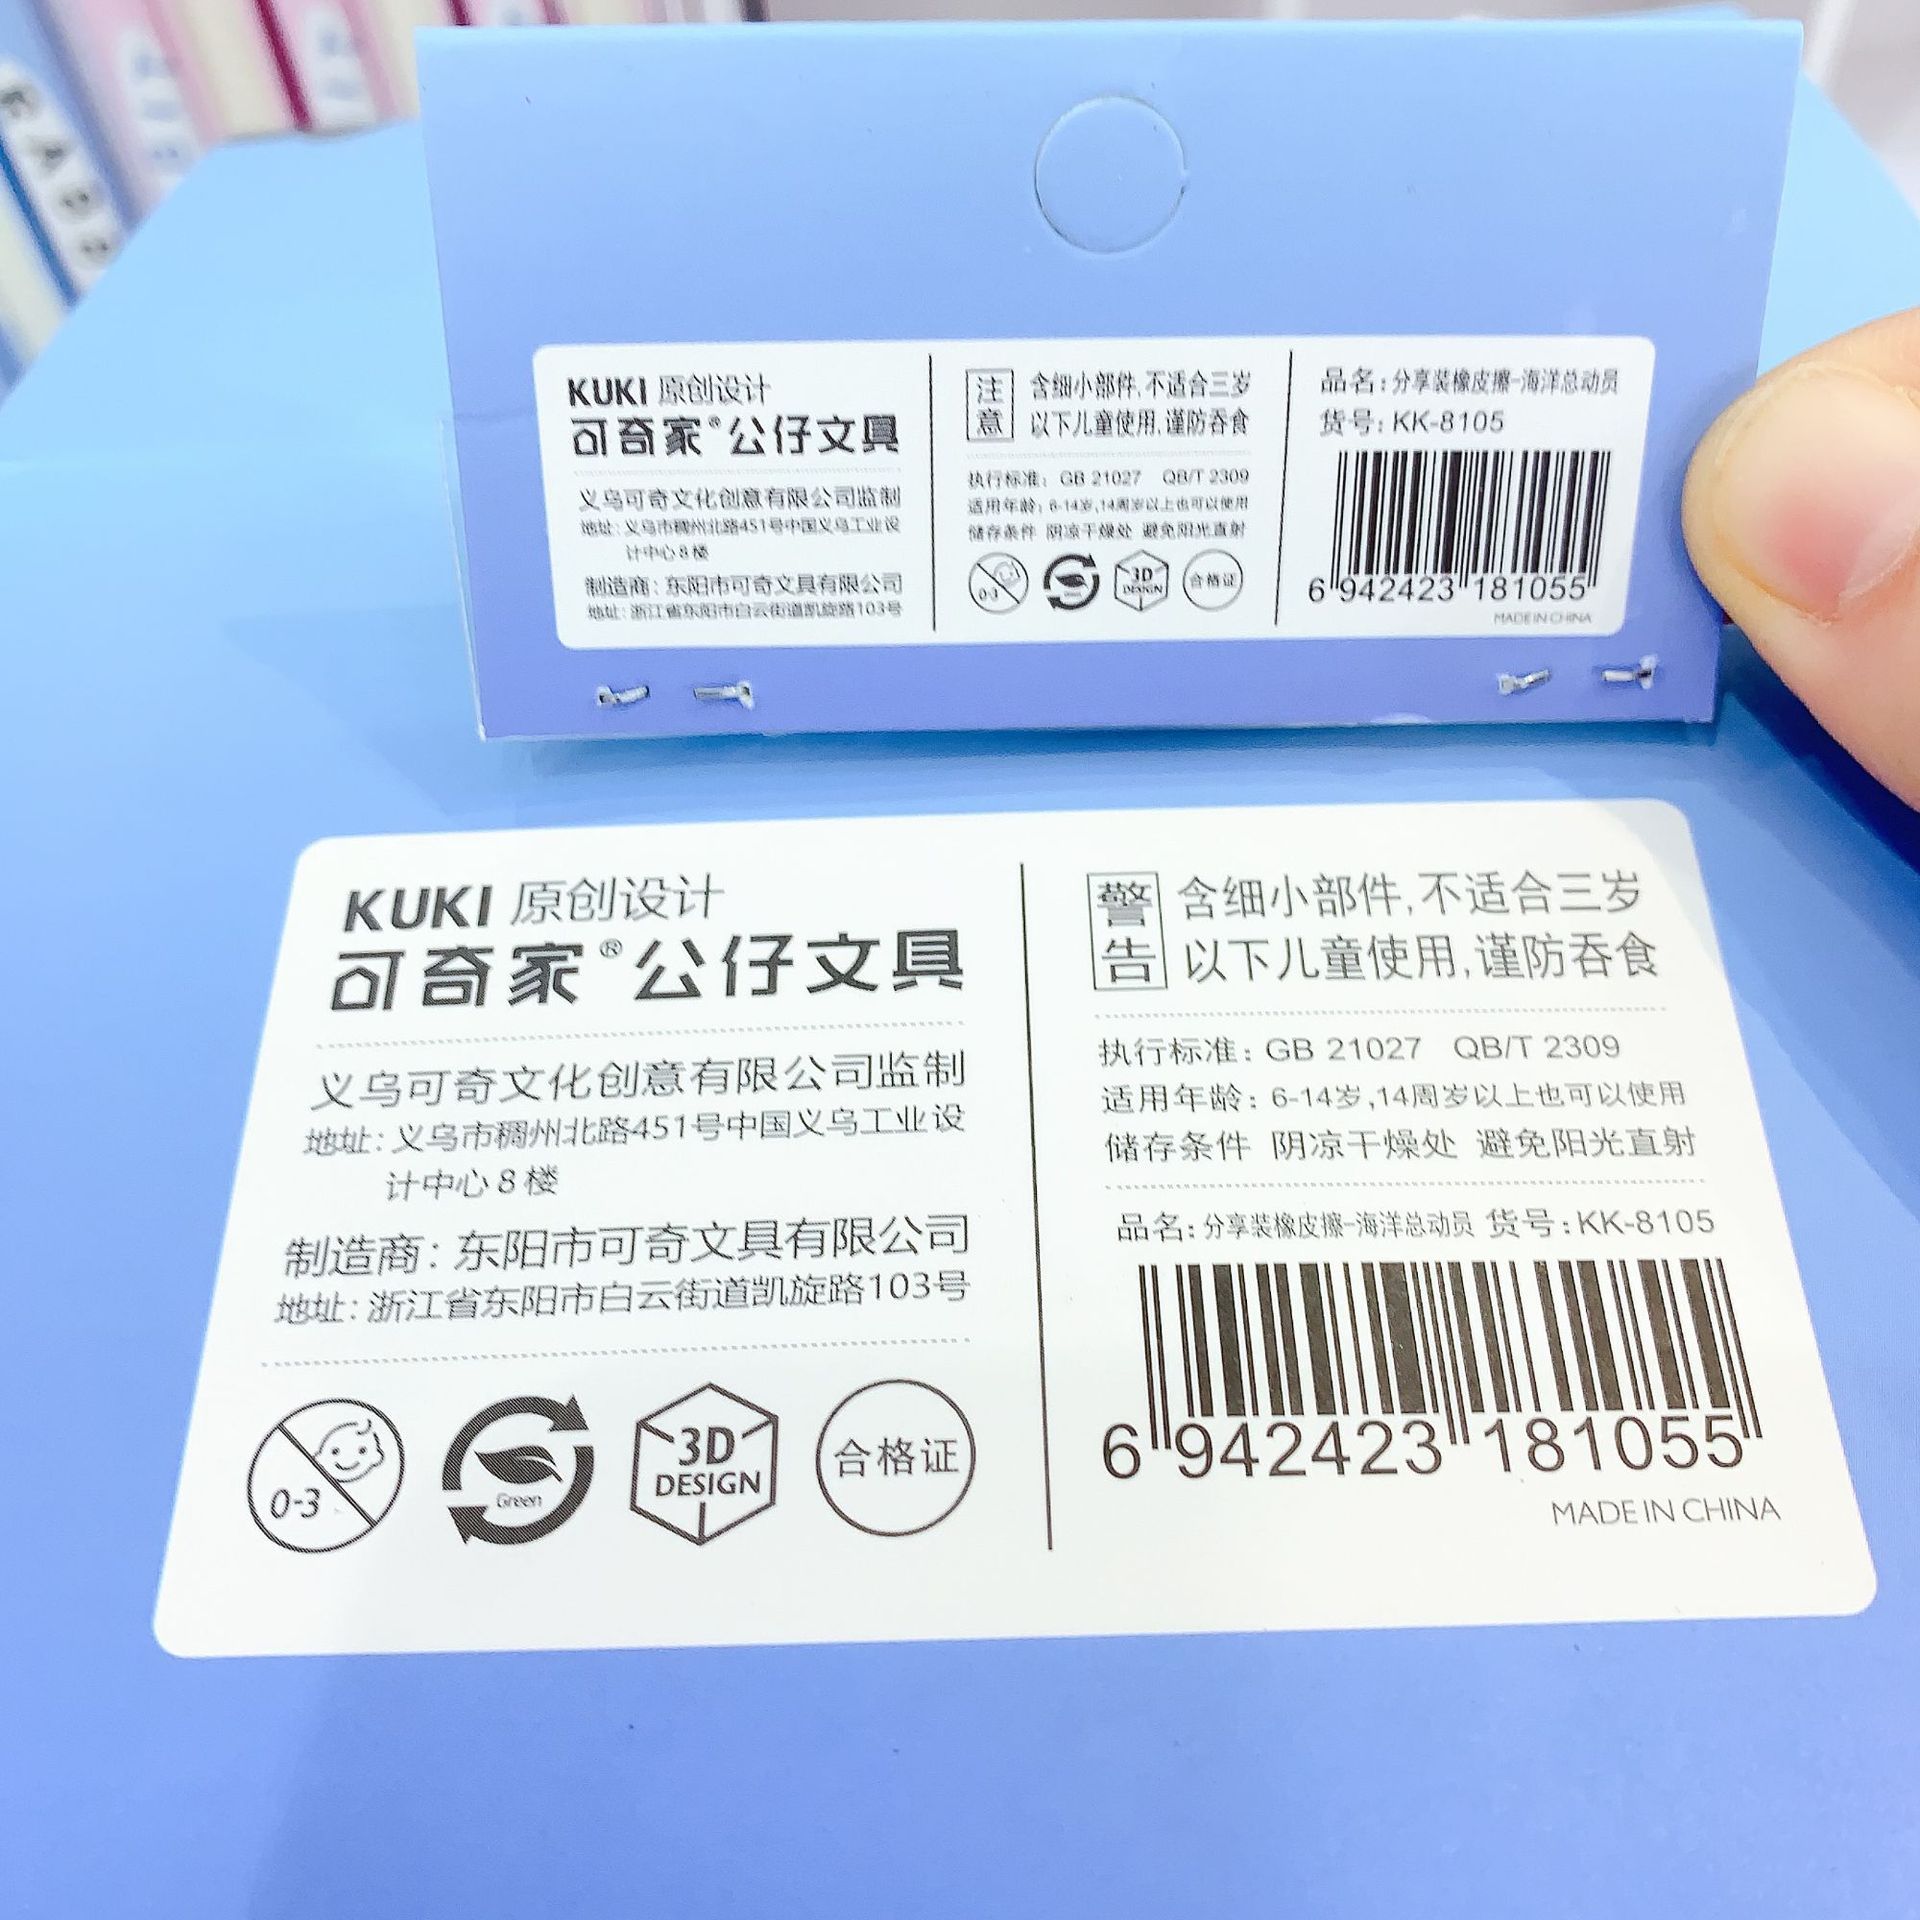 KUKI 原创设计
可奇家®公仔文具
义乌可奇文化创意有限公司监制
地址: 义乌市稠州北路451号中国义乌工业设
计中心8楼
制造商: 东阳市可奇文具有限公司
地址: 浙江省东阳市白云街道凯旋路103号
注意
含细小部件,不适合三岁
以下儿童使用,谨防吞食
执行标准: GB 21027 QB/T 2309
适用年龄: 6-14岁,14周岁以上也可以使用
储存条件 阴凉干燥处 避免阳光直射
0-3
3D
DESIGN
合格证
品名: 分享装橡皮擦-海洋总动员
货号: KK-8105
6 942423 181055
MADE IN CHINA
KUKI 原创设计
可奇家®公仔文具
义乌可奇文化创意有限公司监制
地址: 义乌市稠州北路451号中国义乌工业设
计中心8楼
制造商: 东阳市可奇文具有限公司
地址: 浙江省东阳市白云街道凯旋路103号
0-3
Green
3D
DESIGN
合格证
警告
含细小部件,不适合三岁
以下儿童使用,谨防吞食
执行标准: GB 21027 QB/T 2309
适用年龄: 6-14岁,14周岁以上也可以使用
储存条件 阴凉干燥处 避免阳光直射
品名: 分享装橡皮擦-海洋总动员 货号: KK-8105
6 942423 181055
MADE IN CHINA